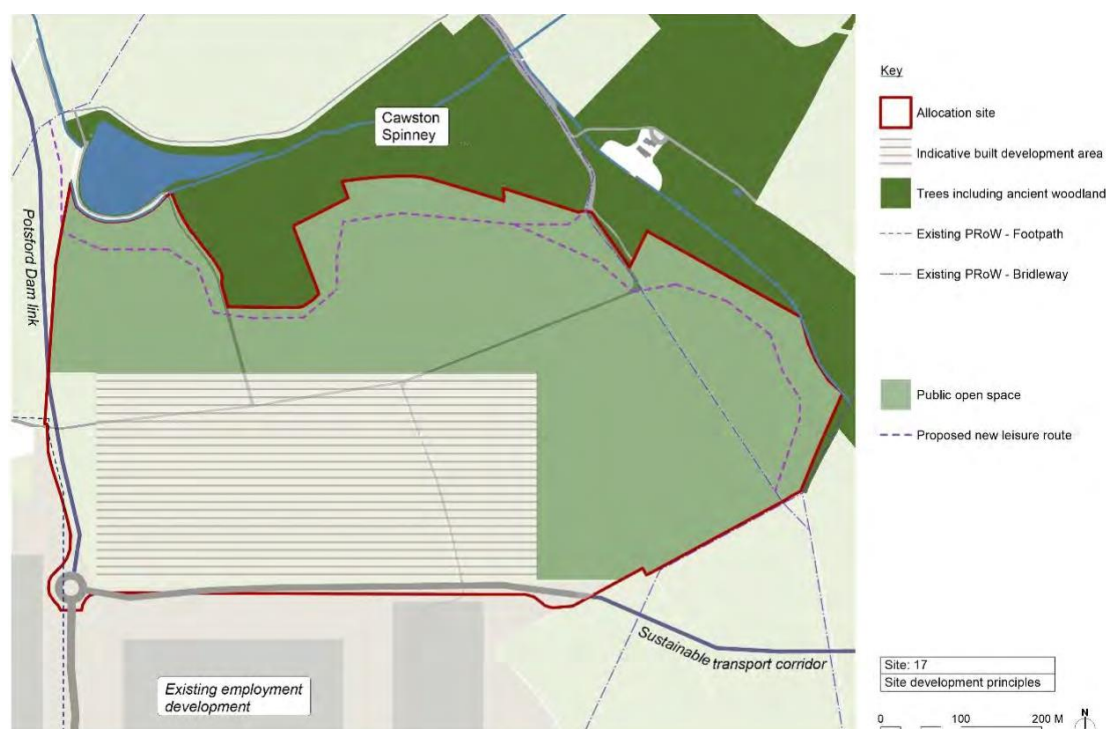 Cawston
Spinney
Potsford Dam link
Sustainable transport corridor
Existing employment
development
Key
Allocation site
Indicative built development area
Trees including ancient woodland
Existing PRoW - Footpath
Existing PRoW - Bridleway
Public open space
Proposed new leisure route
Site: 17
Site development principles
0 100 200 M
N